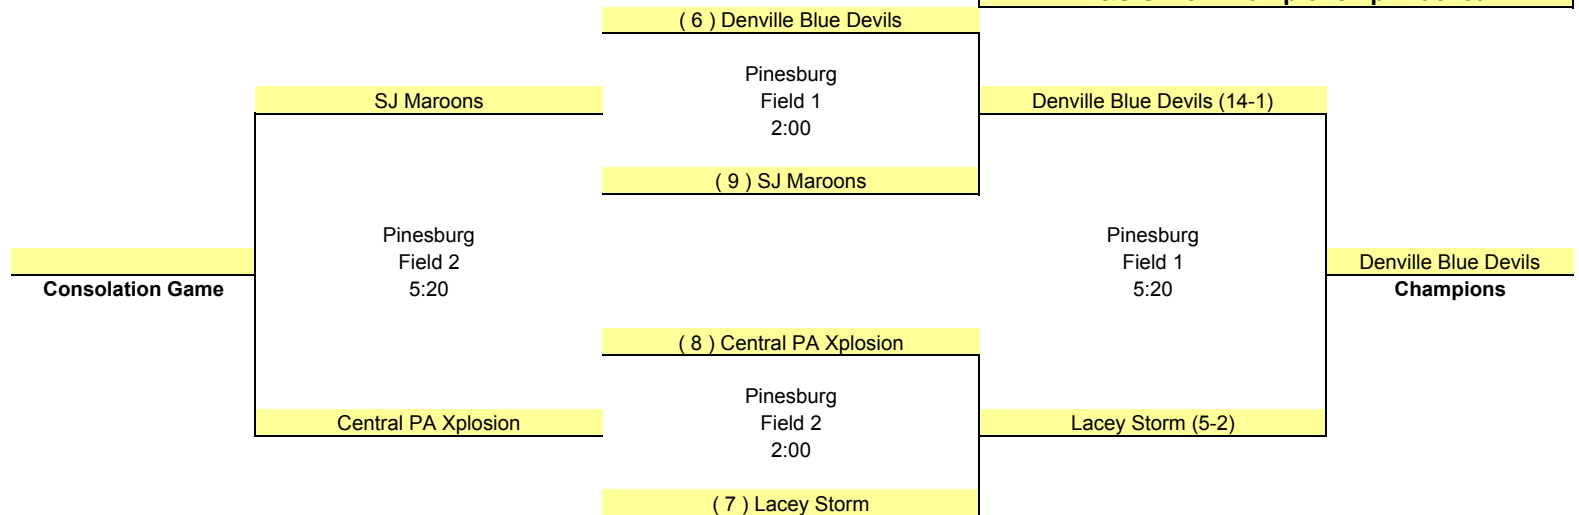 ( 6 ) Denville Blue Devils
Pinesburg
Field 1
2:00
SJ Maroons
Denville Blue Devils (14-1)
( 9 ) SJ Maroons
Pinesburg
Field 2
5:20
Pinesburg
Field 1
5:20
Consolation Game
Denville Blue Devils
Champions
( 8 ) Central PA Xplosion
Pinesburg
Field 2
2:00
Central PA Xplosion
Lacey Storm (5-2)
( 7 ) Lacey Storm